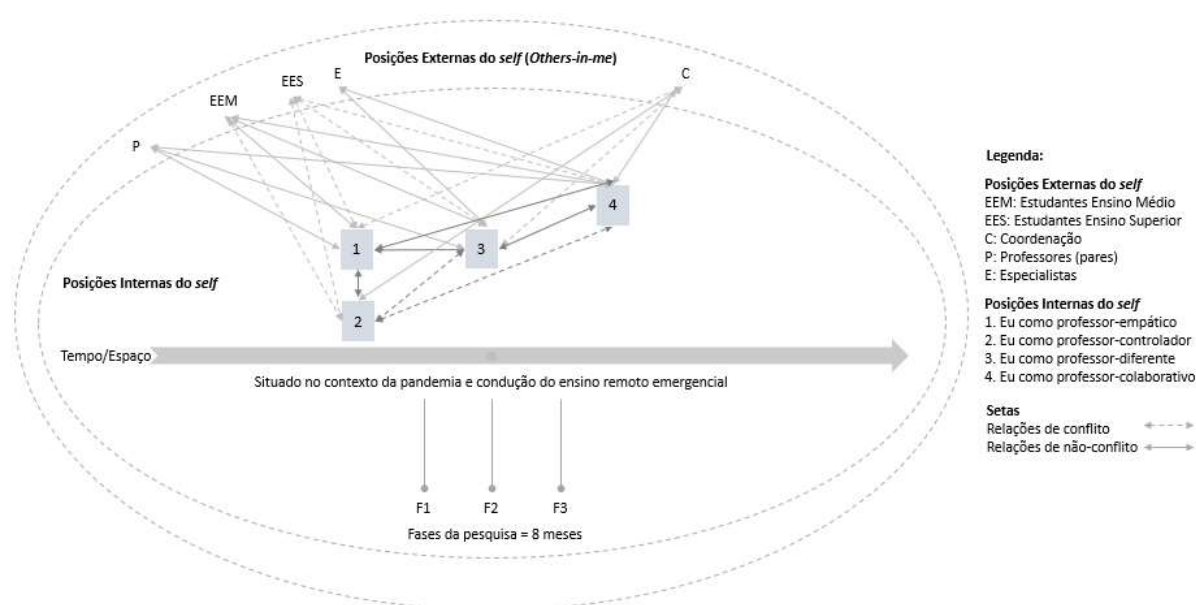 Posições Externas do self (Others-in-me)
E
C
EES
EEM
P
4
1
3
Posições Internas do self
2
Tempo/Espaço
Situado no contexto da pandemia e condução do ensino remoto emergencial
F1
F2
F3
Fases da pesquisa = 8 meses
Legenda:
Posições Externas do self
EEM: Estudantes Ensino Médio
EES: Estudantes Ensino Superior
C: Coordenação
P: Professores (pares)
E: Especialistas
Posições Internas do self
1. Eu como professor-empático
2. Eu como professor-controlador
3. Eu como professor-diferente
4. Eu como professor-colaborativo
Setas
Relações de conflito
Relações de não-conflito